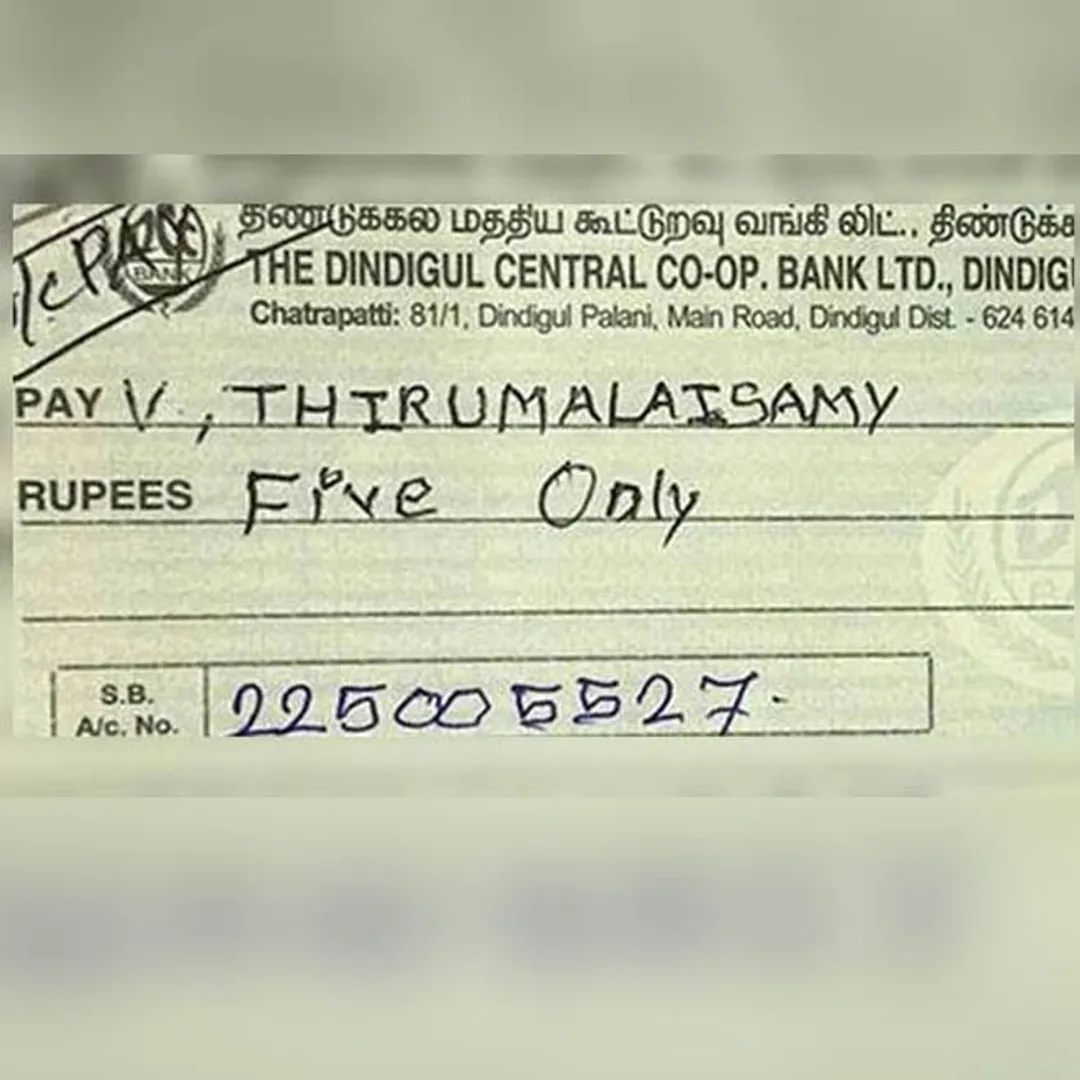 A/c PAYEE
BANK
திண்டுக்கல் மத்திய கூட்டுறவு வங்கி லிட்.., திண்டுக்க
THE DINDIGUL CENTRAL CO-OP. BANK LTD., DINDIGU
Chatrapatti: 81/1, Dindigul Palani, Main Road, Dindigul Dist. - 624 614
PAY V., THIRUMALAISAMY
RUPEES Five Only
S.B.
A/c. No. 225005527-